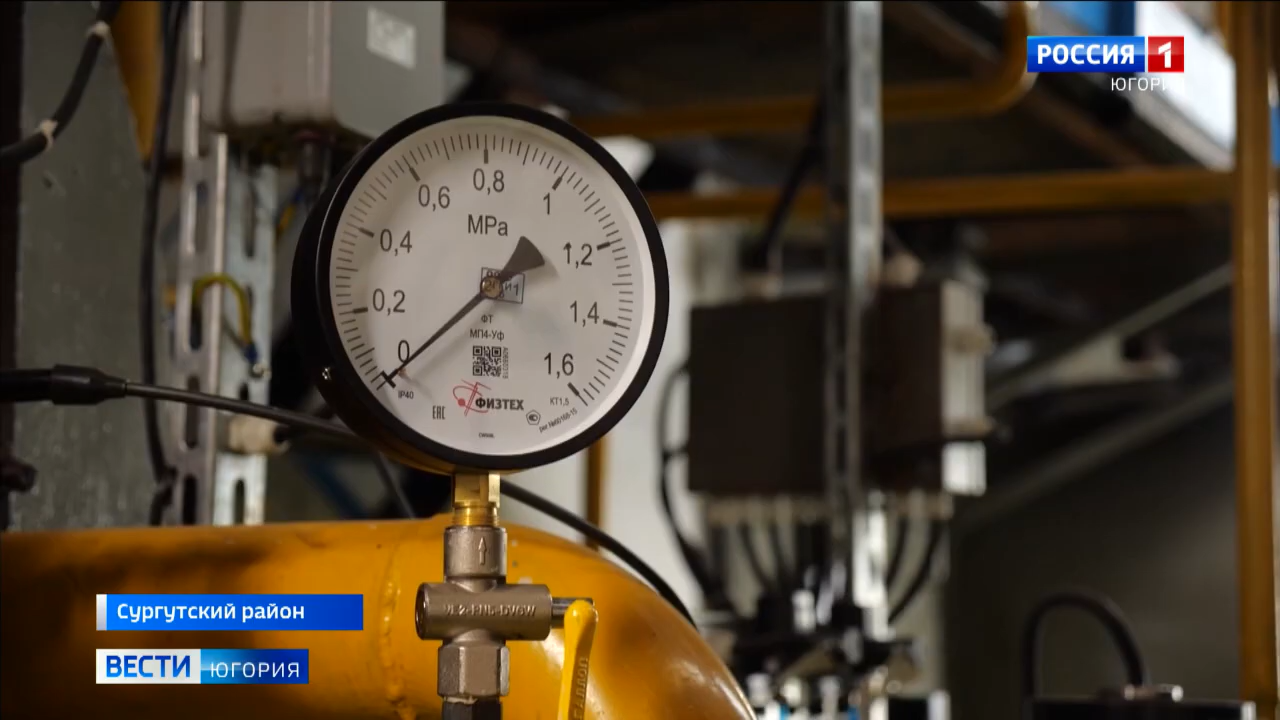 РОССИЯ 1
ЮГОРИЯ
0,8
0,6
1
MPa
0,4
1,2
0,2
1,4
ФТ
МП4-Уф
0
1,6
IP40
КТ1,5
ФИЗТЕХ
EAC
Сургутский район
ВЕСТИ ЮГОРИЯ